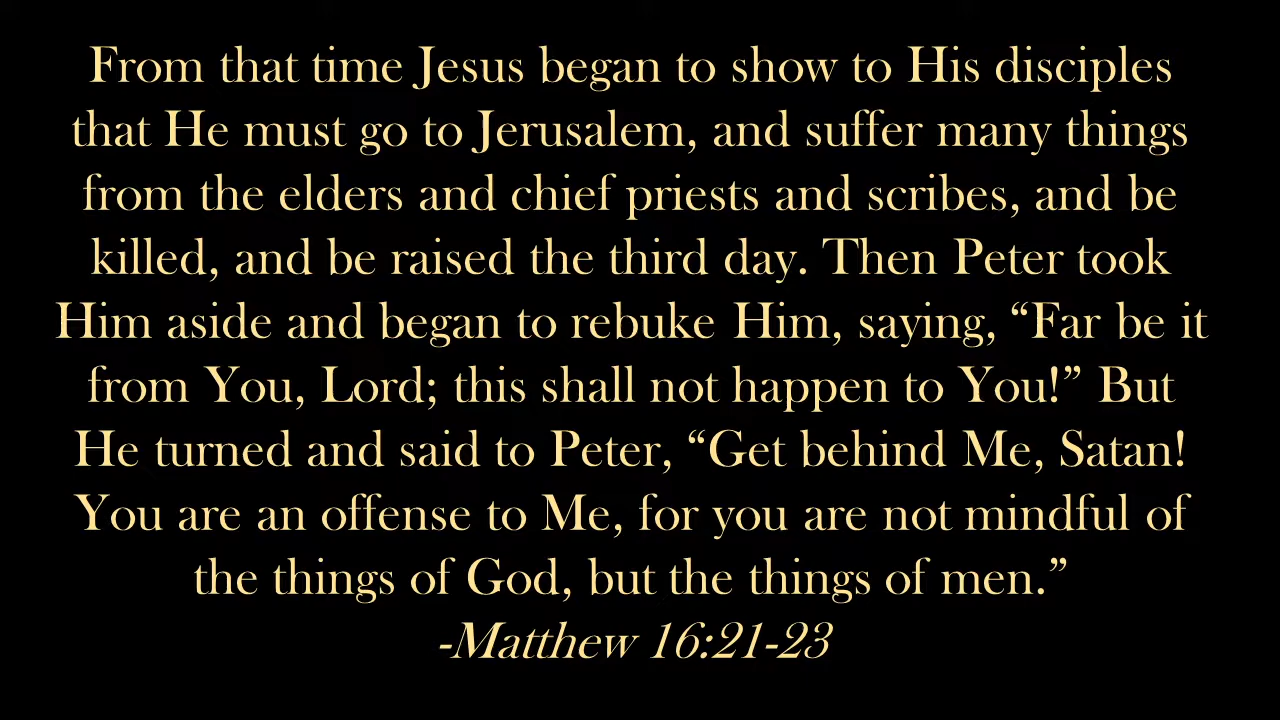 From that time Jesus began to show to His disciples
that He must go to Jerusalem, and suffer many things
from the elders and chief priests and scribes, and be
killed, and be raised the third day. Then Peter took
Him aside and began to rebuke Him, saying, “Far be it
from You, Lord; this shall not happen to You!” But
He turned and said to Peter, “Get behind Me, Satan!
You are an offense to Me, for you are not mindful of
the things of God, but the things of men.”
-Matthew 16:21-23